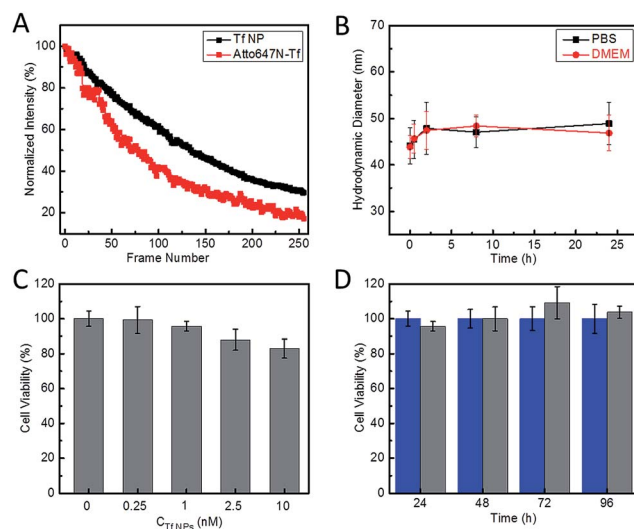 A
Tf NP
Atto647N-Tf
Normalized Intensity (%)
100
80
60
40
20
0 50 100 150 200 250
Frame Number
B
PBS
DMEM
Hydrodynamic Diameter (nm)
70
60
50
40
30
0 5 10 15 20 25
Time (h)
C
Cell Viability (%)
120
100
80
60
40
20
0
0 0.25 1 2.5 10
CTf NPs (nM)
D
Cell Viability (%)
120
100
80
60
40
20
0
24 48 72 96
Time (h)